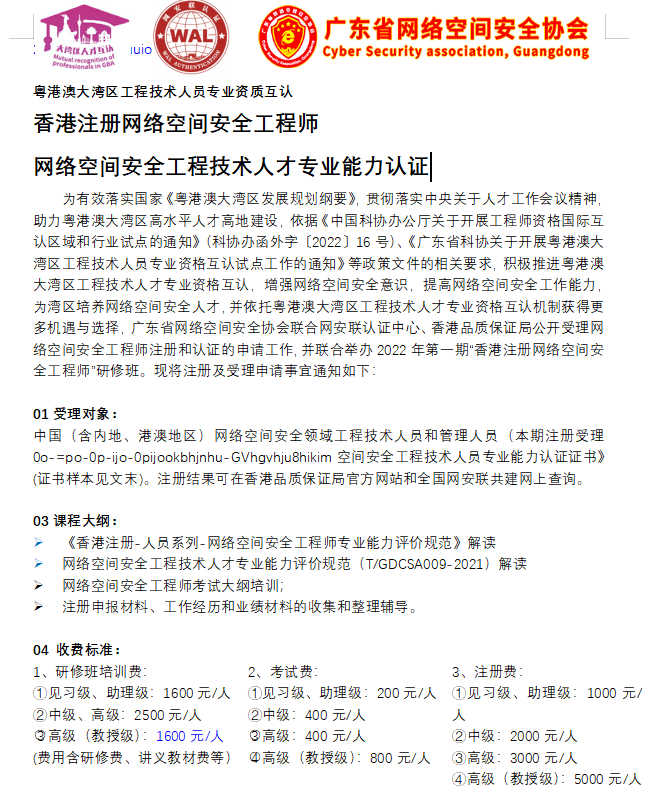 大湾区人才互认
Mutual recognition of
professionals in GBA
网安联认证
WAL
WAL AUTHENTICATION
广东省网络空间安全协会
Cyber Security association, Guangdong
uio
粤港澳大湾区工程技术人员专业资质互认
香港注册网络空间安全工程师
网络空间安全工程技术人才专业能力认证
为有效落实国家《粤港澳大湾区发展规划纲要》，贯彻落实中央关于人才工作会议精神，
助力粤港澳大湾区高水平人才高地建设，依据《中国科协办公厅关于开展工程师资格国际互
认区域和行业试点的通知》（科协办函外字〔2022〕16 号）、《广东省科协关于开展粤港澳大
湾区工程技术人员专业资格互认试点工作的通知》等政策文件的相关要求，积极推进粤港澳
大湾区工程技术人才专业资格互认，增强网络空间安全意识，提高网络空间安全工作能力，
为湾区培养网络空间安全人才，并依托粤港澳大湾区工程技术人才专业资格互认机制获得更
多机遇与选择，广东省网络空间安全协会联合网安联认证中心、香港品质保证局公开受理网
络空间安全工程师注册和认证的申请工作，并联合举办 2022 年第一期“香港注册网络空间安
全工程师”研修班。现将注册及受理申请事宜通知如下：
01 受理对象：
中国（含内地、港澳地区）网络空间安全领域工程技术人员和管理人员（本期注册受理
0o-=po-0p-ijo-0pijookbhjnhu-GVhgvhju8hikim 空间安全工程技术人员专业能力认证证书》
(证书样本见文末)。注册结果可在香港品质保证局官方网站和全国网安联共建网上查询。
03 课程大纲：
➢ 《香港注册-人员系列-网络空间安全工程师专业能力评价规范》解读
➢ 网络空间安全工程技术人才专业能力评价规范（T/GDCSA009-2021）解读
➢ 网络空间安全工程师考试大纲培训；
➢ 注册申报材料、工作经历和业绩材料的收集和整理辅导。
04 收费标准：
1、研修班培训费：
①见习级、助理级：1600 元/人
②中级、高级：2500 元/人
③高级（教授级）：1600 元/人
(费用含研修费、讲义教材费等）
2、考试费：
①见习级、助理级：200 元/人
②中级：400 元/人
③高级：400 元/人
④高级（教授级）：800 元/人
3、注册费：
①见习级、助理级：1000 元/
人
②中级：2000 元/人
③高级：3000 元/人
④高级（教授级）：5000 元/人